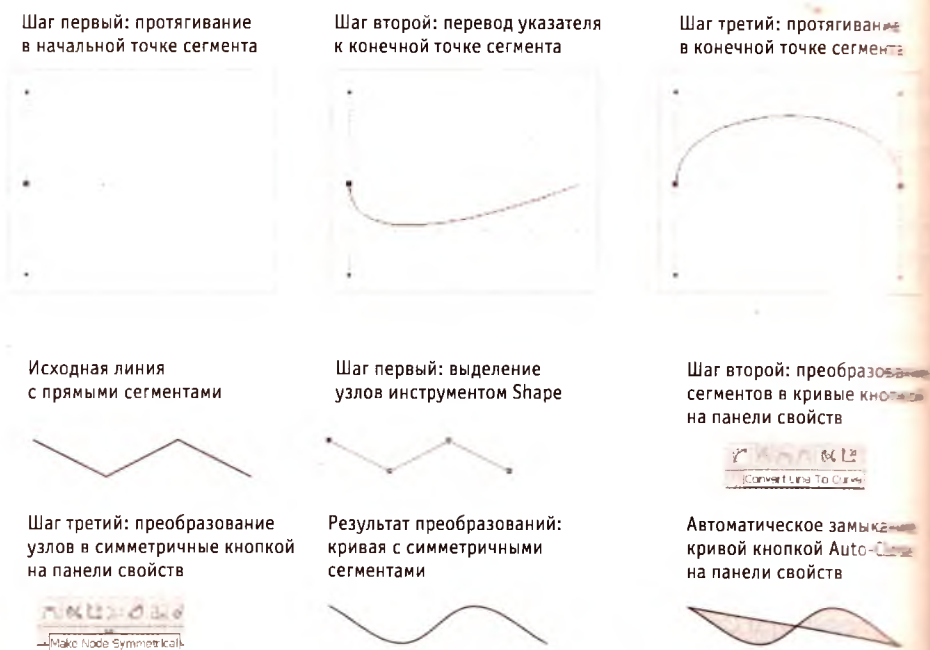 Шаг первый: протягивание
в начальной точке сегмента
Шаг второй: перевод указателя
к конечной точке сегмента
Шаг третий: протягивание
в конечной точке сегмента
Исходная линия
с прямыми сегментами
Шаг первый: выделение
узлов инструментом Shape
Шаг второй: преобразование
сегментов в кривые кнопкой
на панели свойств
Convert Line To Curve
Шаг третий: преобразование
узлов в симметричные кнопкой
на панели свойств
Make Node Symmetrical
Результат преобразований:
кривая с симметричными
сегментами
Автоматическое замыкание
кривой кнопкой Auto-Close
на панели свойств